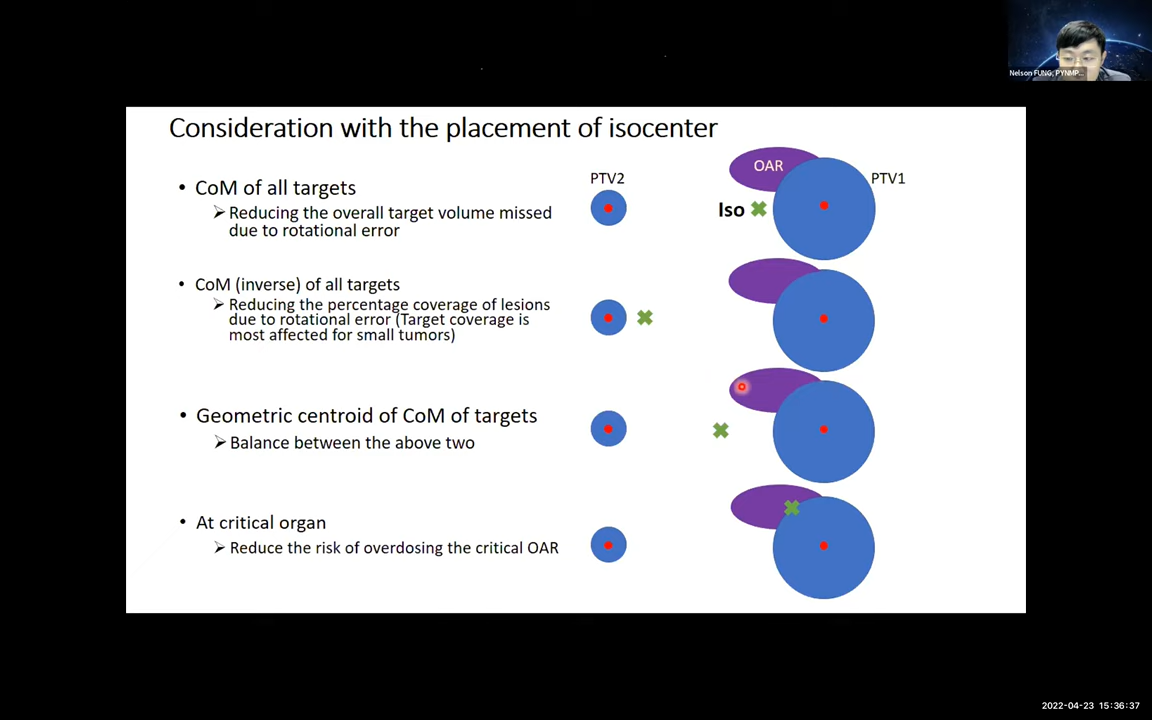 Nelson FUNG, PYNMP...
Consideration with the placement of isocenter
• CoM of all targets
➢ Reducing the overall target volume missed
due to rotational error
PTV2
OAR
PTV1
Iso
• CoM (inverse) of all targets
➢ Reducing the percentage coverage of lesions
due to rotational error (Target coverage is
most affected for small tumors)
• Geometric centroid of CoM of targets
➢ Balance between the above two
• At critical organ
➢ Reduce the risk of overdosing the critical OAR
2022-04-23 15:36:37